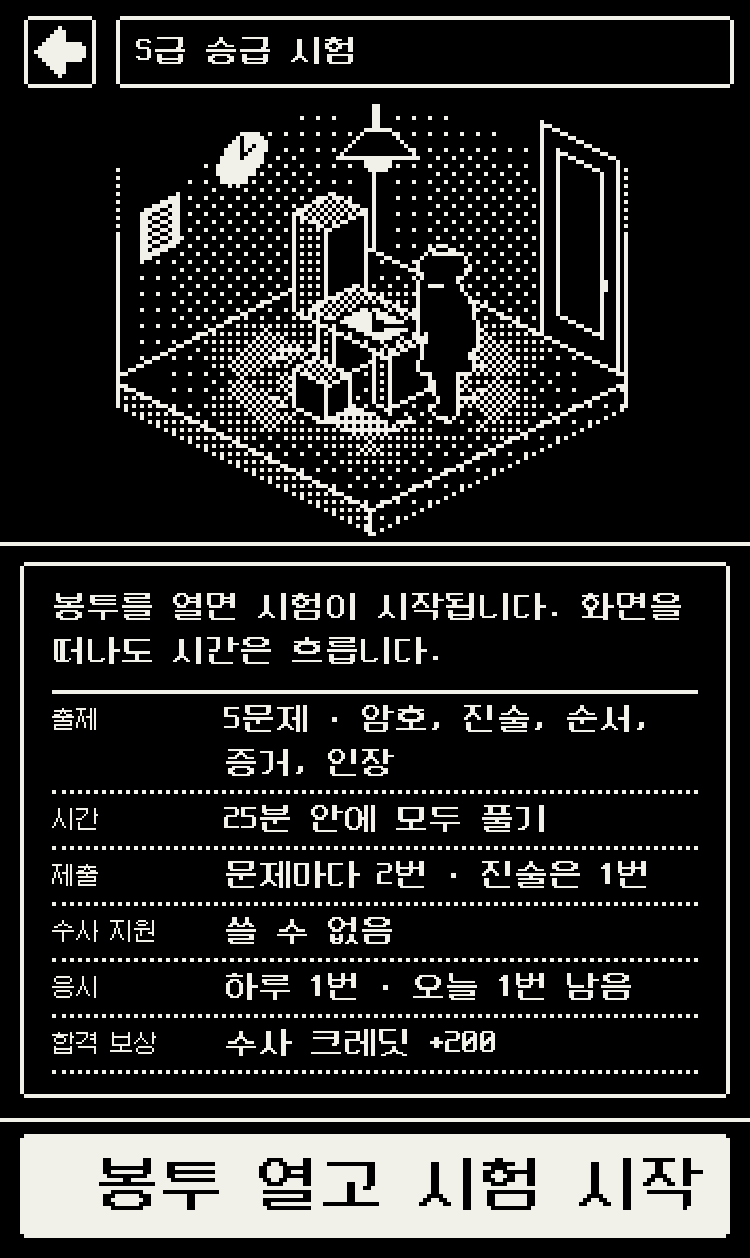 S급 승급 시험
봉투를 열면 시험이 시작됩니다. 화면을
떠나도 시간은 흐릅니다.
출제 5문제 · 암호, 진술, 순서,
증거, 인장
시간 25분 안에 모두 풀기
제출 문제마다 2번 · 진술은 1번
수사 지원 쓸 수 없음
응시 하루 1번 · 오늘 1번 남음
합격 보상 수사 크레딧 +200
봉투 열고 시험 시작